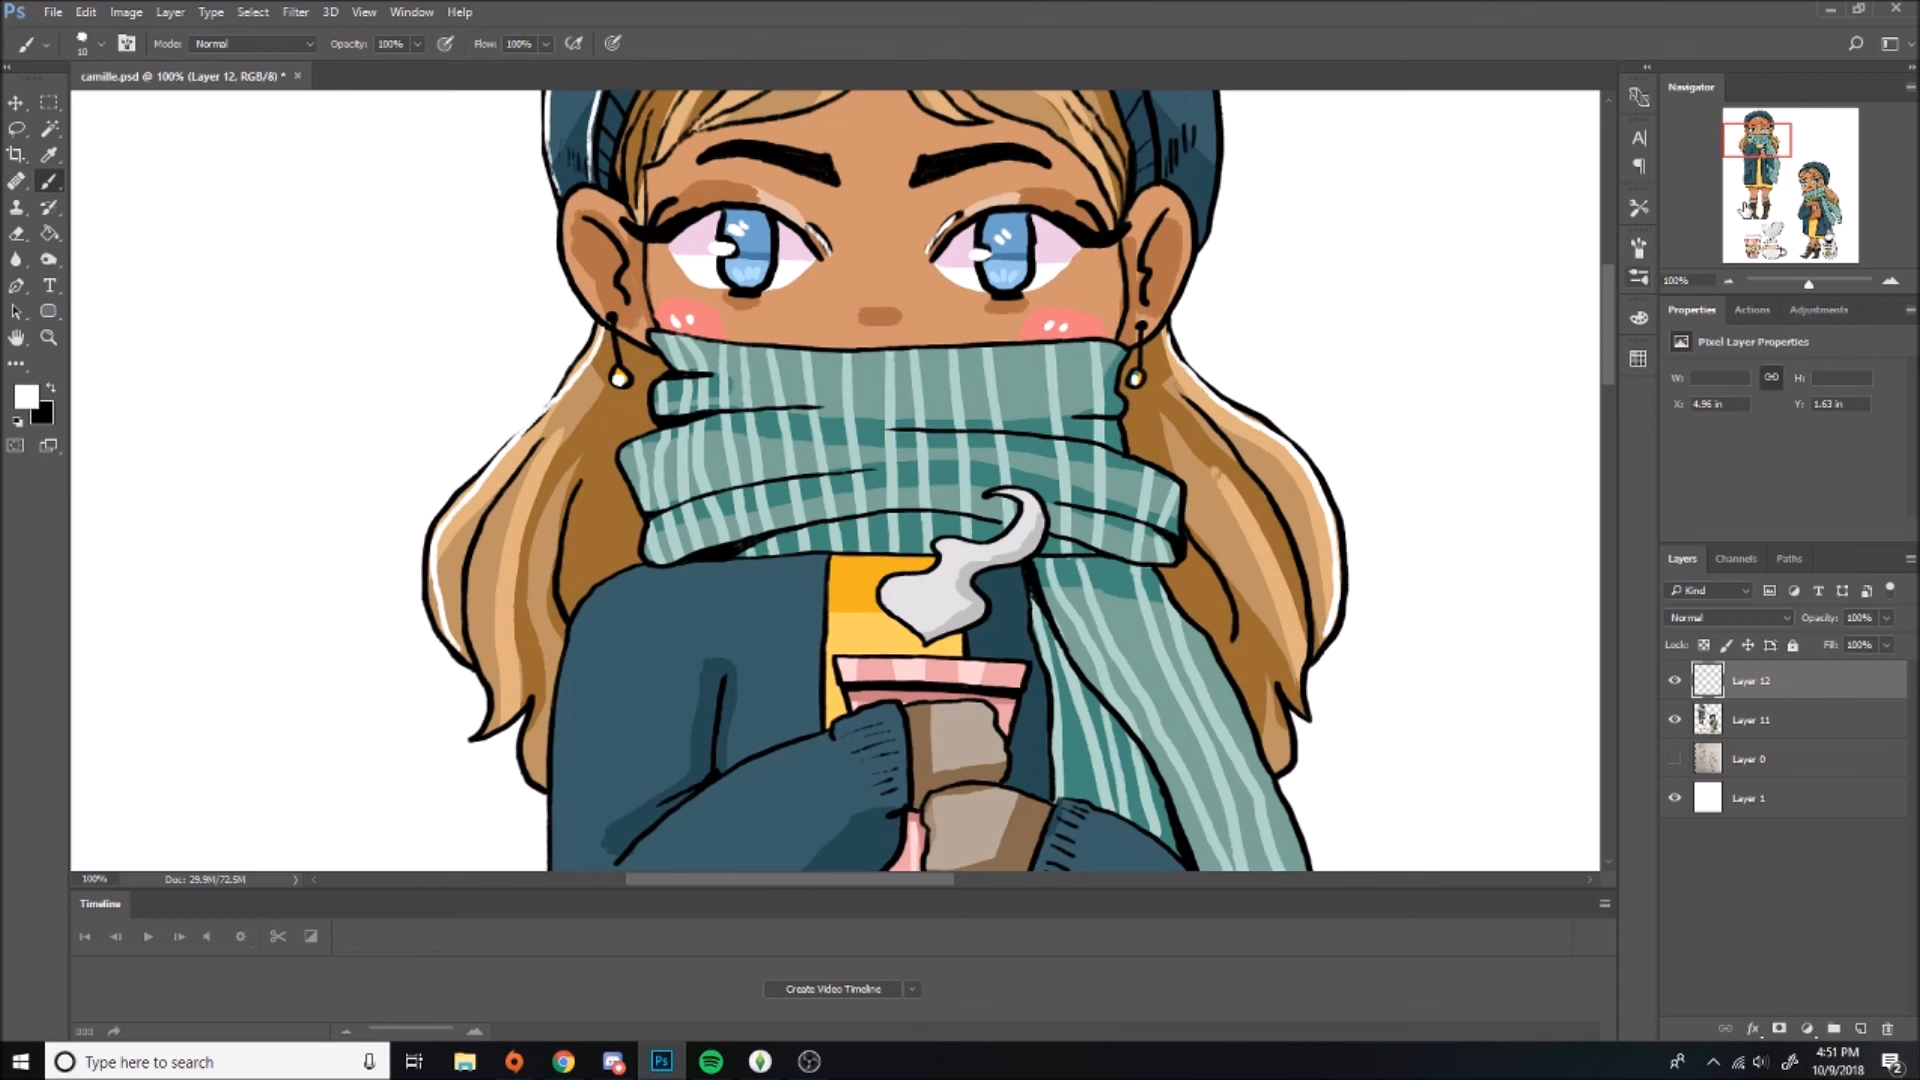 Ps File Edit Image Layer Type Select Filter 3D View Window Help
10 Mode: Normal Opacity: 100% Flow: 100%
camille.psd @ 100% (Layer 12, RGB/8) *
Navigator
100%
Properties Actions Adjustments
Pixel Layer Properties
W: H:
X: 4.96 in Y: 1.63 in
Layers Channels Paths
Kind
Normal Opacity: 100%
Lock: Fill: 100%
Layer 12
Layer 11
Layer 0
Layer 1
100% Doc: 29.9M/72.5M
Timeline
Create Video Timeline
Type here to search
Ps
4:51 PM
10/9/2018
2